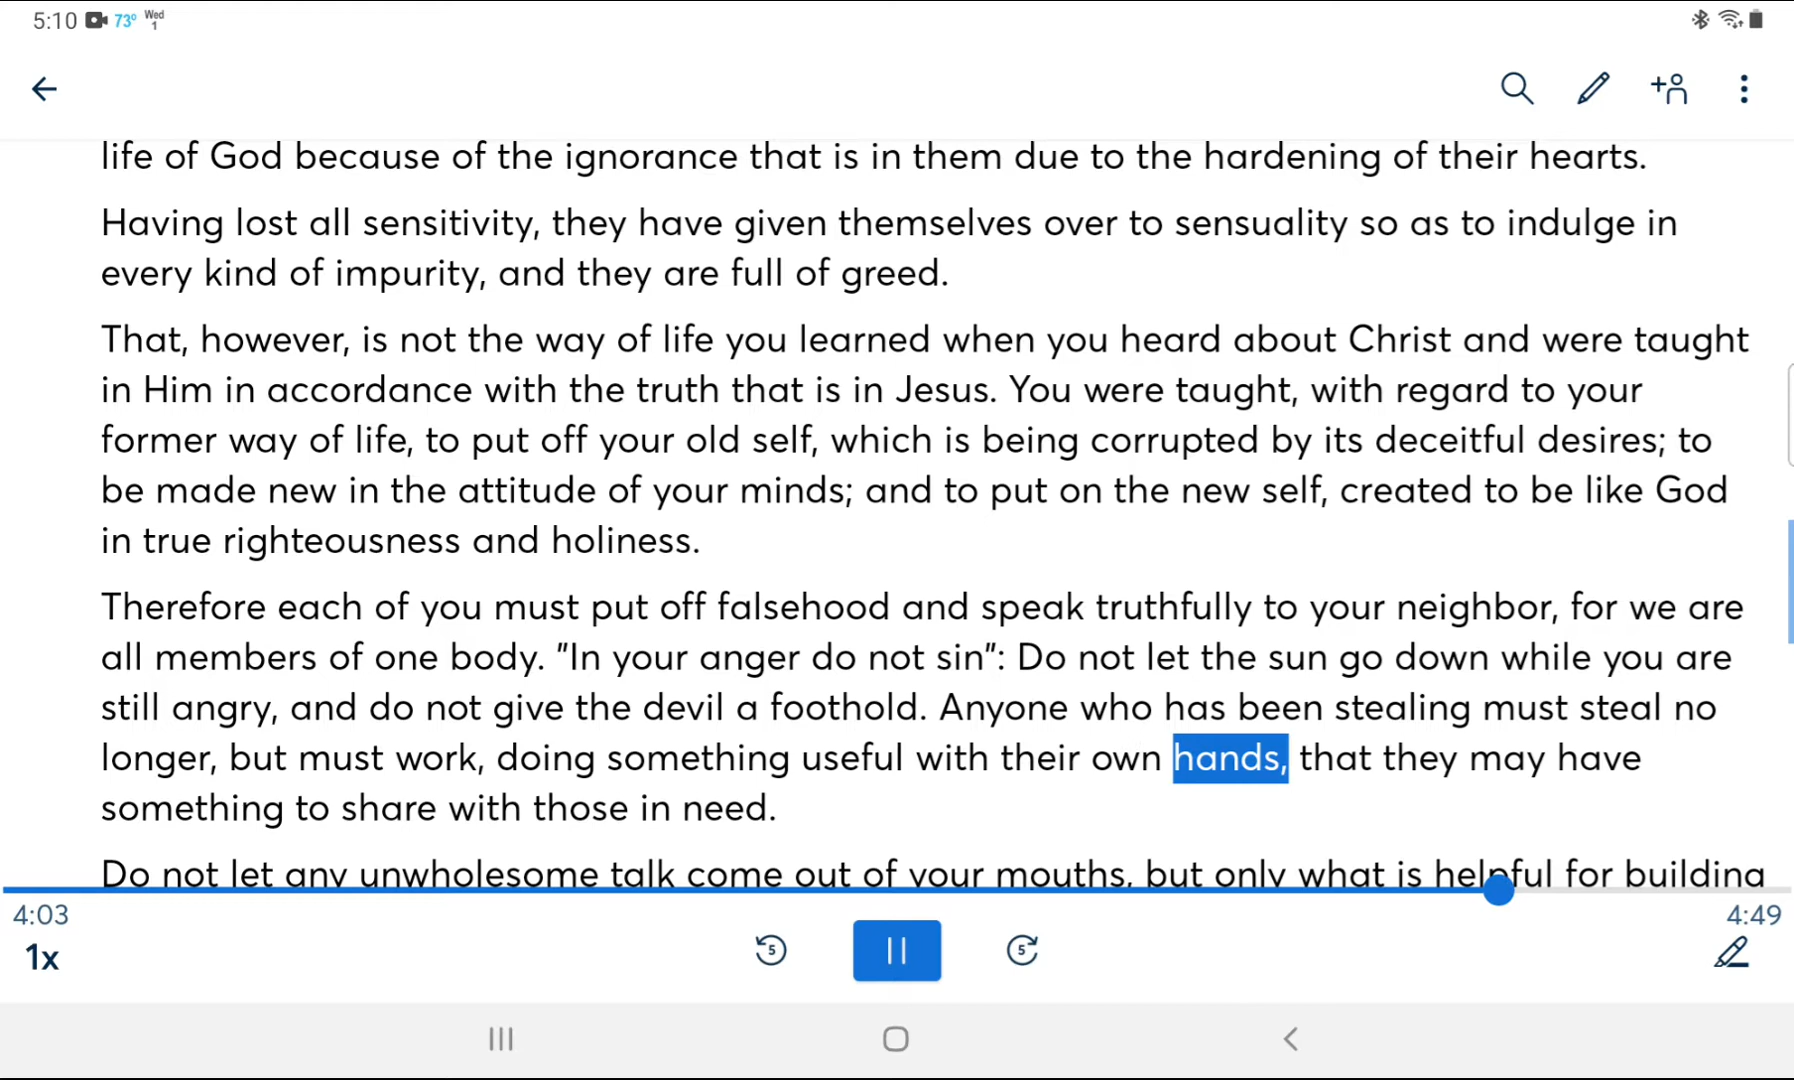 5:10 73° Wed 1
life of God because of the ignorance that is in them due to the hardening of their hearts.
Having lost all sensitivity, they have given themselves over to sensuality so as to indulge in
every kind of impurity, and they are full of greed.
That, however, is not the way of life you learned when you heard about Christ and were taught
in Him in accordance with the truth that is in Jesus. You were taught, with regard to your
former way of life, to put off your old self, which is being corrupted by its deceitful desires; to
be made new in the attitude of your minds; and to put on the new self, created to be like God
in true righteousness and holiness.
Therefore each of you must put off falsehood and speak truthfully to your neighbor, for we are
all members of one body. "In your anger do not sin": Do not let the sun go down while you are
still angry, and do not give the devil a foothold. Anyone who has been stealing must steal no
longer, but must work, doing something useful with their own hands, that they may have
something to share with those in need.
Do not let any unwholesome talk come out of your mouths, but only what is helpful for building
4:03 4:49
1x 5 5